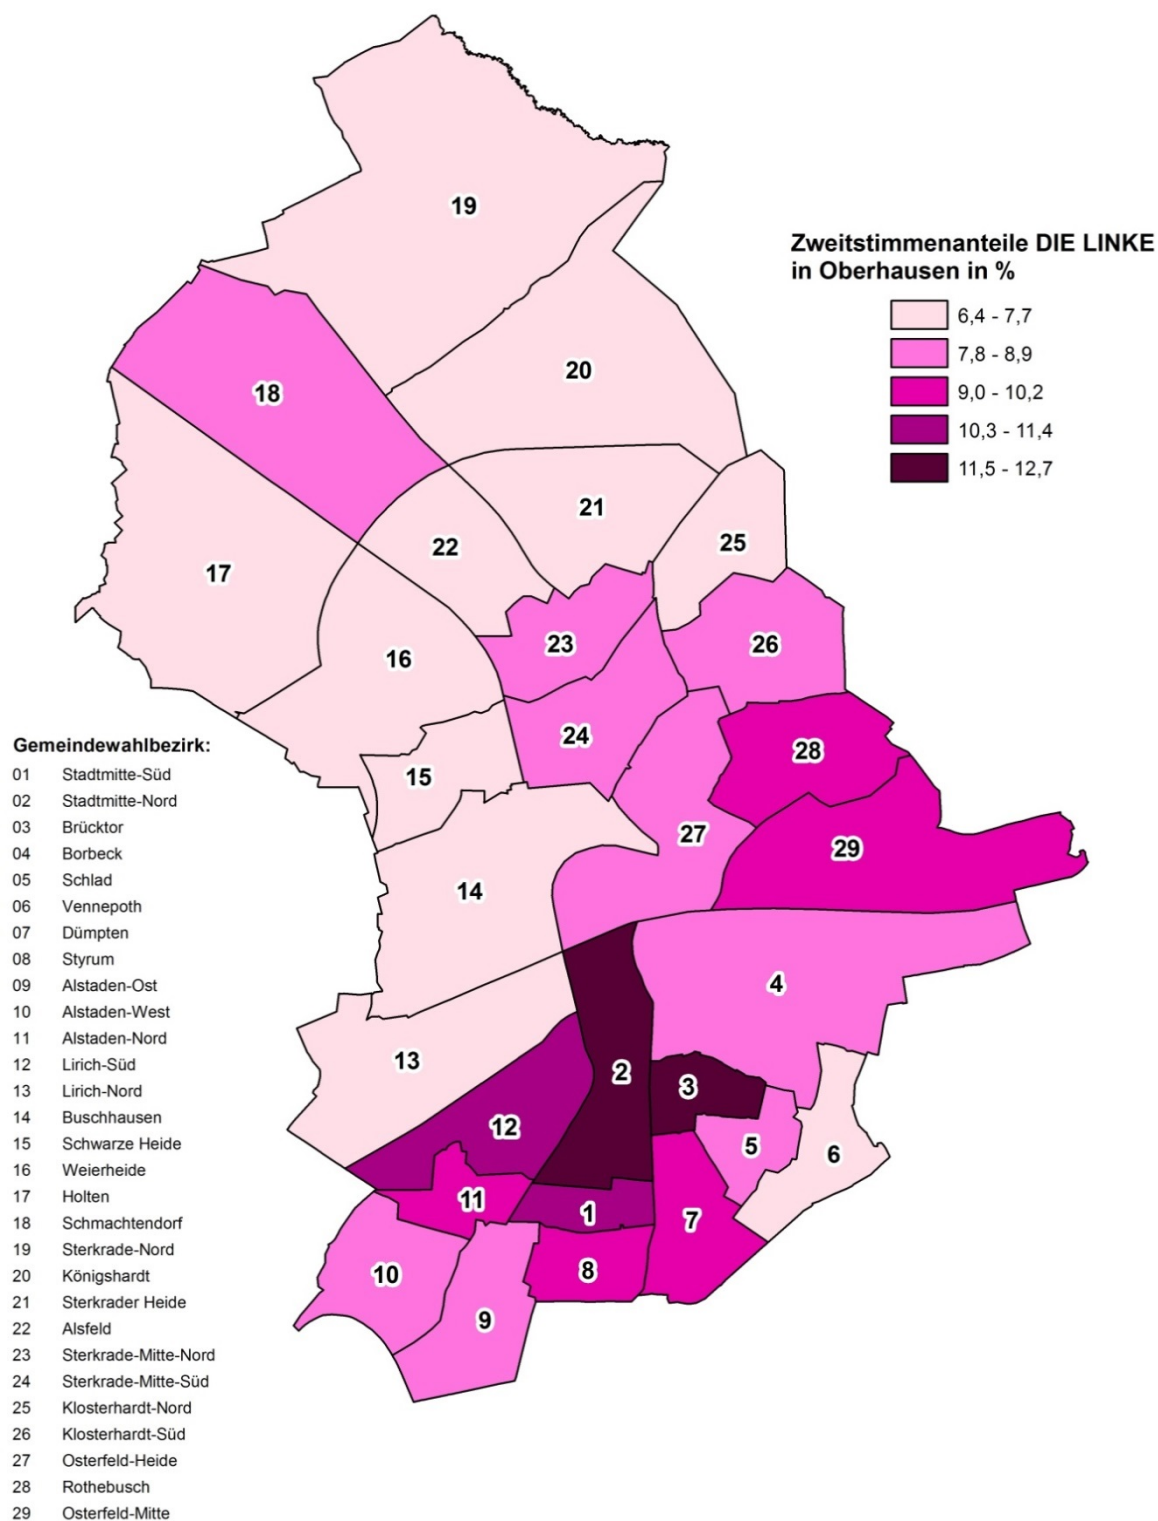 19
Zweitstimmenanteile DIE LINKE
in Oberhausen in %
6,4 - 7,7
7,8 - 8,9
9,0 - 10,2
10,3 - 11,4
11,5 - 12,7
20
18
21
25
22
17
23
26
16
24
28
15
27
29
14
4
13
2
3
12
5
6
11
1
7
10
8
9
Gemeindewahlbezirk:
01 Stadtmitte-Süd
02 Stadtmitte-Nord
03 Brücktor
04 Borbeck
05 Schlad
06 Vennepoth
07 Dümpten
08 Styrum
09 Alstaden-Ost
10 Alstaden-West
11 Alstaden-Nord
12 Lirich-Süd
13 Lirich-Nord
14 Buschhausen
15 Schwarze Heide
16 Weierheide
17 Holten
18 Schmachtendorf
19 Sterkrade-Nord
20 Königshardt
21 Sterkrader Heide
22 Alsfeld
23 Sterkrade-Mitte-Nord
24 Sterkrade-Mitte-Süd
25 Klosterhardt-Nord
26 Klosterhardt-Süd
27 Osterfeld-Heide
28 Rothebusch
29 Osterfeld-Mitte